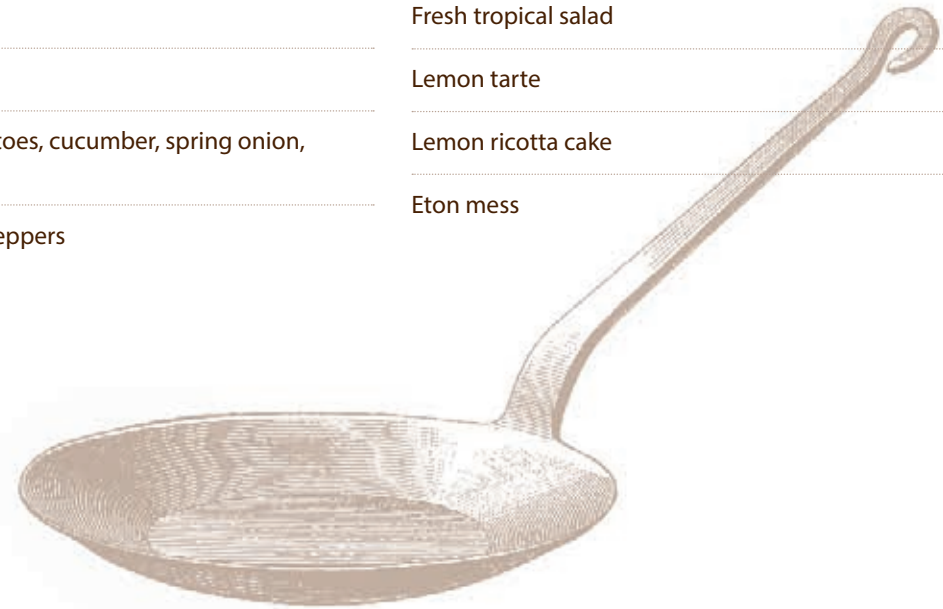 toes, cucumber, spring onion,
eppers
Fresh tropical salad
Lemon tarte
Lemon ricotta cake
Eton mess